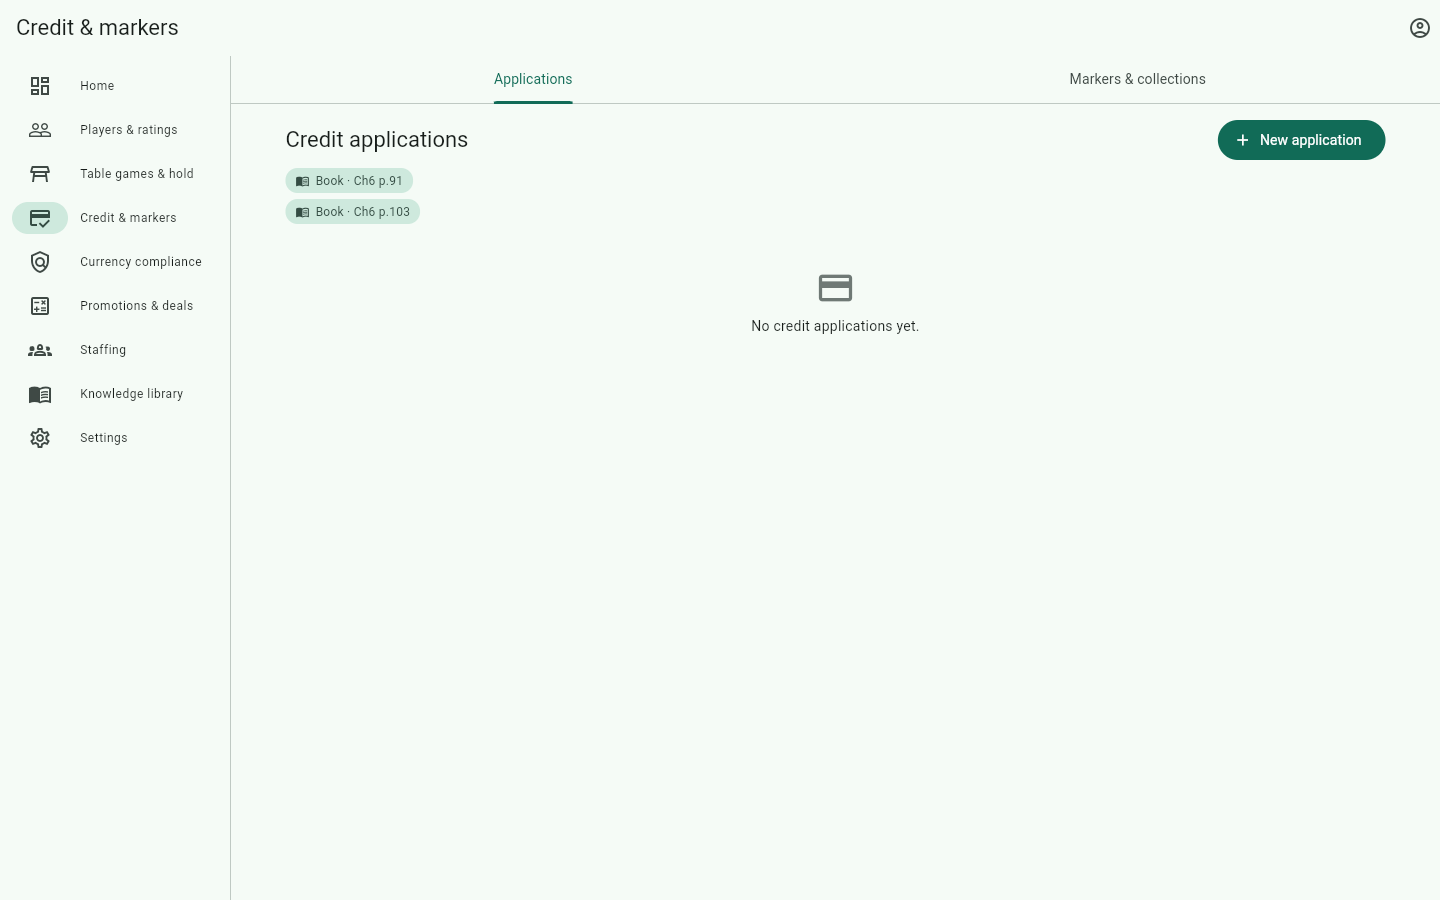 Credit & markers
Home
Players & ratings
Table games & hold
Credit & markers
Currency compliance
Promotions & deals
Staffing
Knowledge library
Settings
Applications
Markers & collections
Credit applications
New application
Book · Ch6 p.91
Book · Ch6 p.103
No credit applications yet.